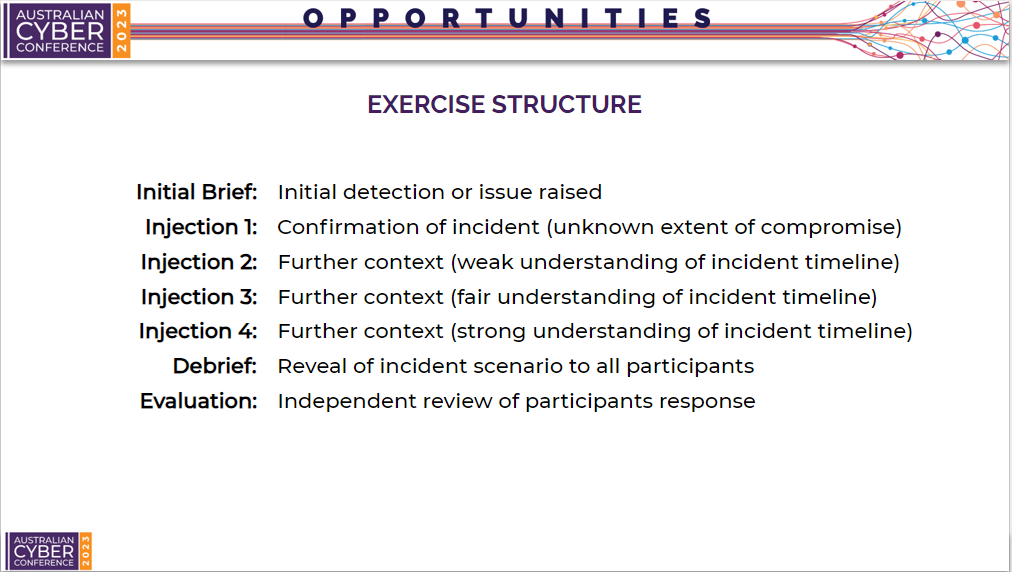 AUSTRALIAN
CYBER
CONFERENCE
2023
OPPORTUNITIES
EXERCISE STRUCTURE
Initial Brief: Initial detection or issue raised
Injection 1: Confirmation of incident (unknown extent of compromise)
Injection 2: Further context (weak understanding of incident timeline)
Injection 3: Further context (fair understanding of incident timeline)
Injection 4: Further context (strong understanding of incident timeline)
Debrief: Reveal of incident scenario to all participants
Evaluation: Independent review of participants response
AUSTRALIAN
CYBER
CONFERENCE
2023